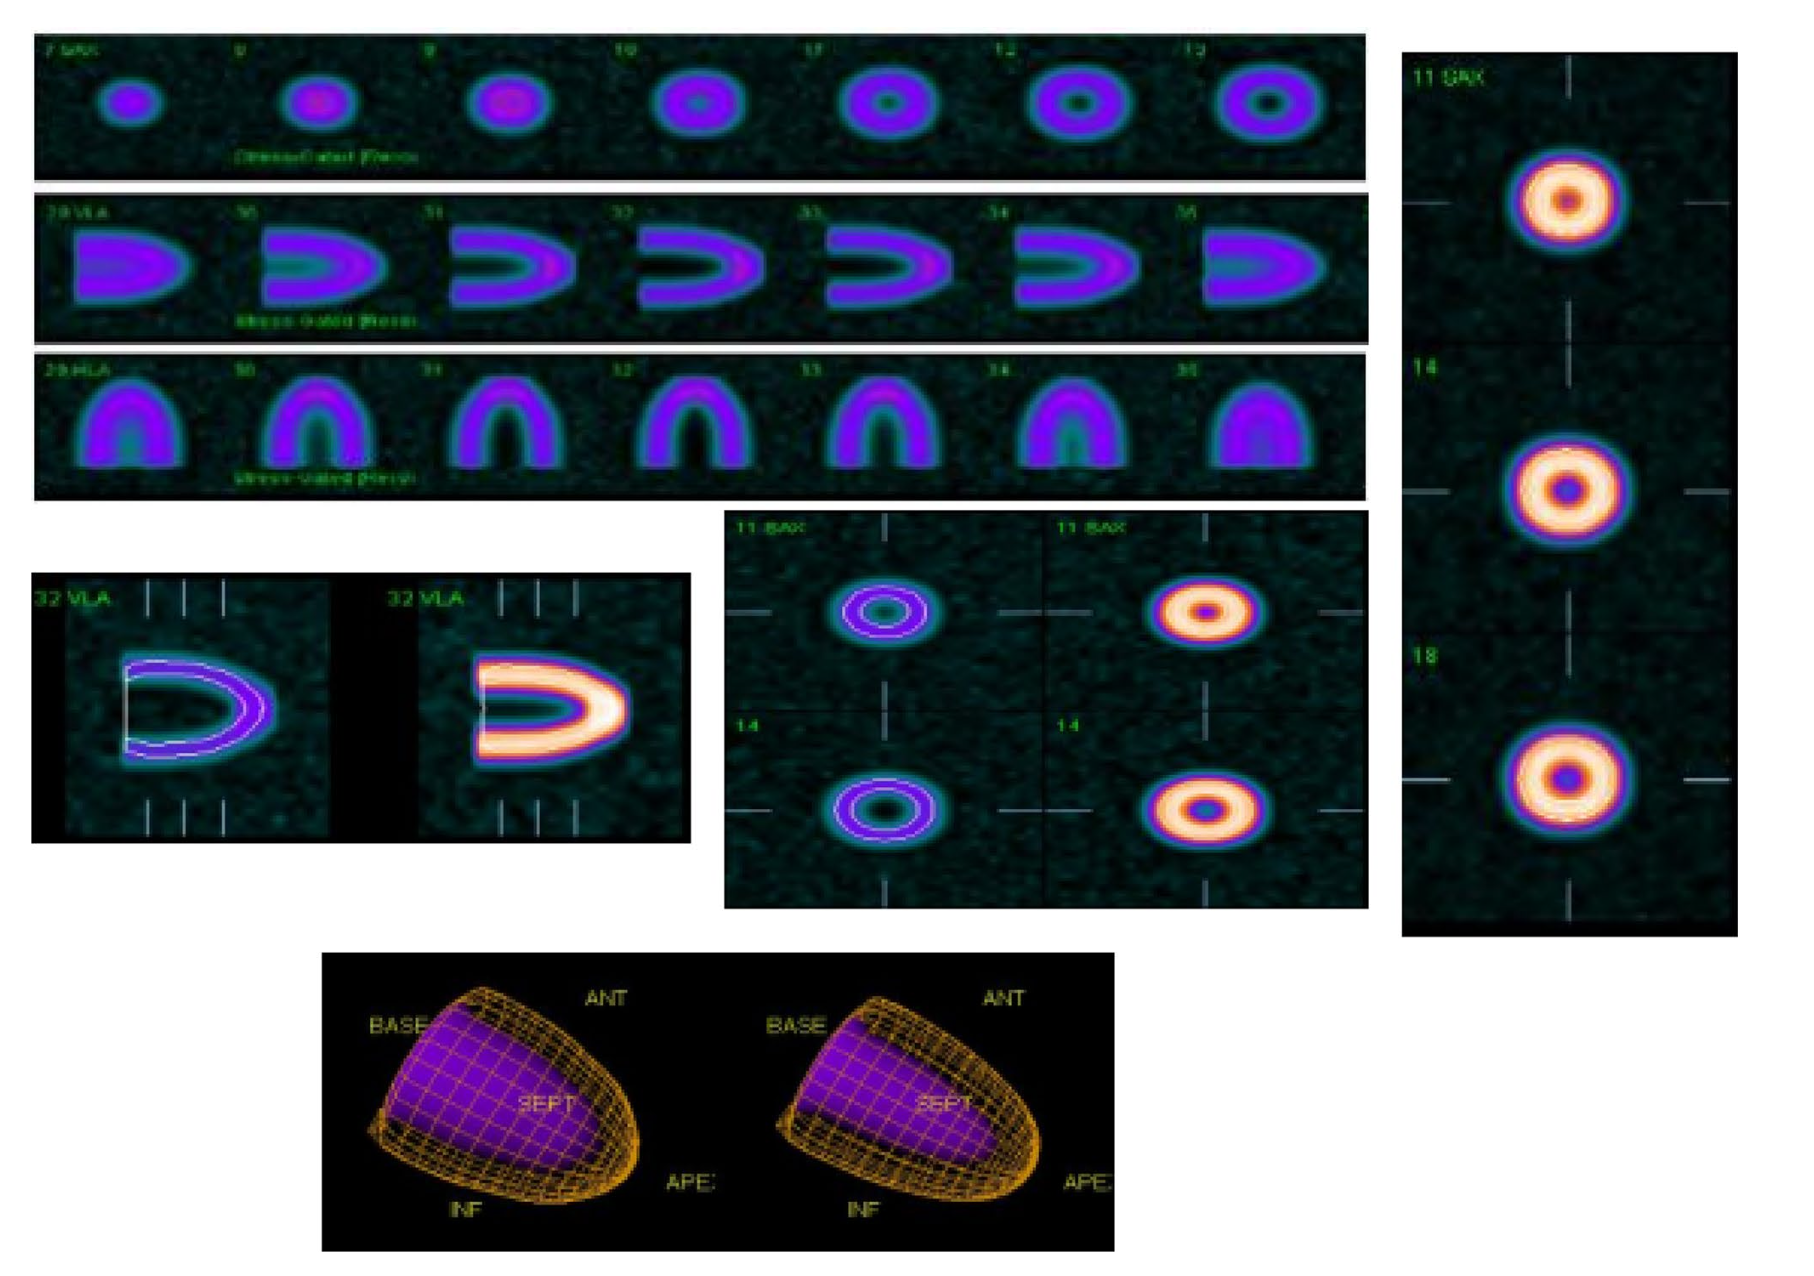 7 SAX 8 9 10 11 12 13
29 VLA 30 31 32 33 34 35
29 HLA 30 31 32 33 34 35
11 SAX
14
18
32 VLA 32 VLA
11 SAX 11 SAX
14 14
ANT ANT
BASE BASE
SEPT SEPT
APE APE
INF INF